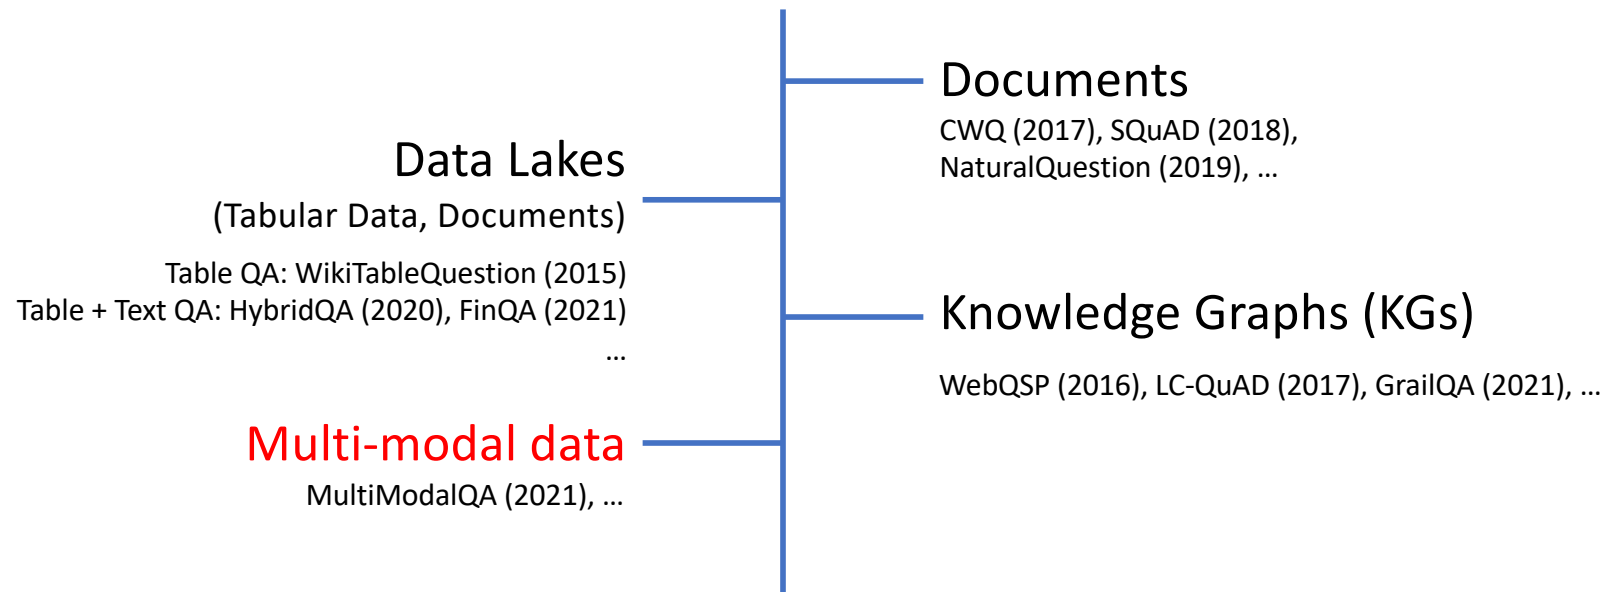 Documents
CWQ (2017), SQuAD (2018),
NaturalQuestion (2019), ...
Data Lakes
(Tabular Data, Documents)
Table QA: WikiTableQuestion (2015)
Table + Text QA: HybridQA (2020), FinQA (2021)
...
Knowledge Graphs (KGs)
WebQSP (2016), LC-QuAD (2017), GrailQA (2021), ...
Multi-modal data
MultiModalQA (2021), ...